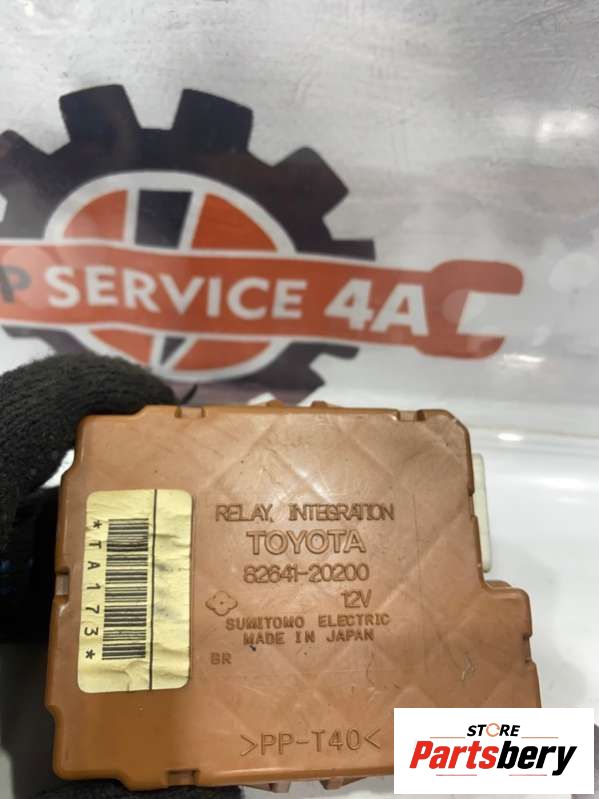 P SERVICE 4A
RELAY, INTEGRATION
TOYOTA
82641-20200
12V
SUMITOMO ELECTRIC
MADE IN JAPAN
BR
>PP-T40<
*TA173*
STORE
Partsbery